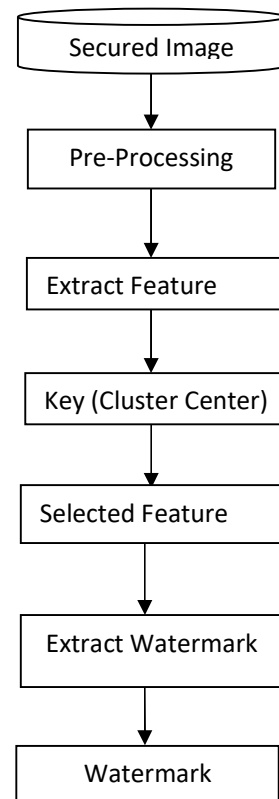 Secured Image
Pre-Processing
Extract Feature
Key (Cluster Center)
Selected Feature
Extract Watermark
Watermark